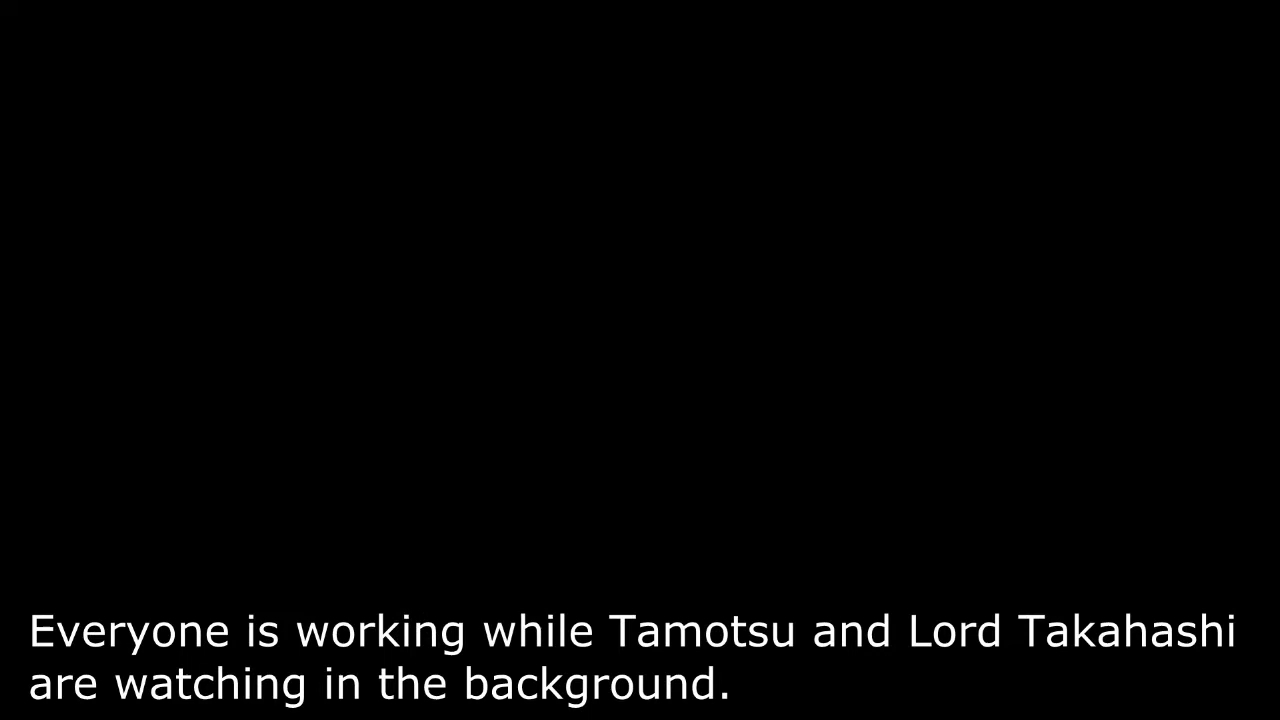 Everyone is working while Tamotsu and Lord Takahashi
are watching in the background.